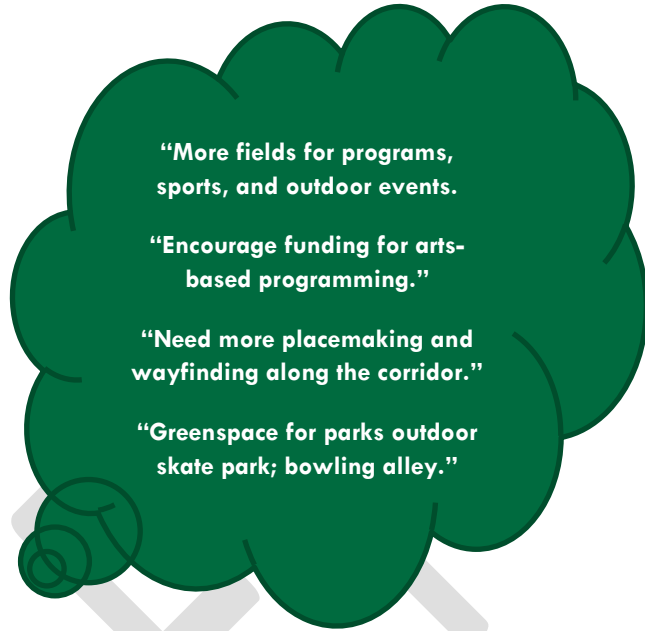 “More fields for programs,
sports, and outdoor events.
“Encourage funding for arts-
based programming.”
“Need more placemaking and
wayfinding along the corridor.”
“Greenspace for parks outdoor
skate park; bowling alley.”